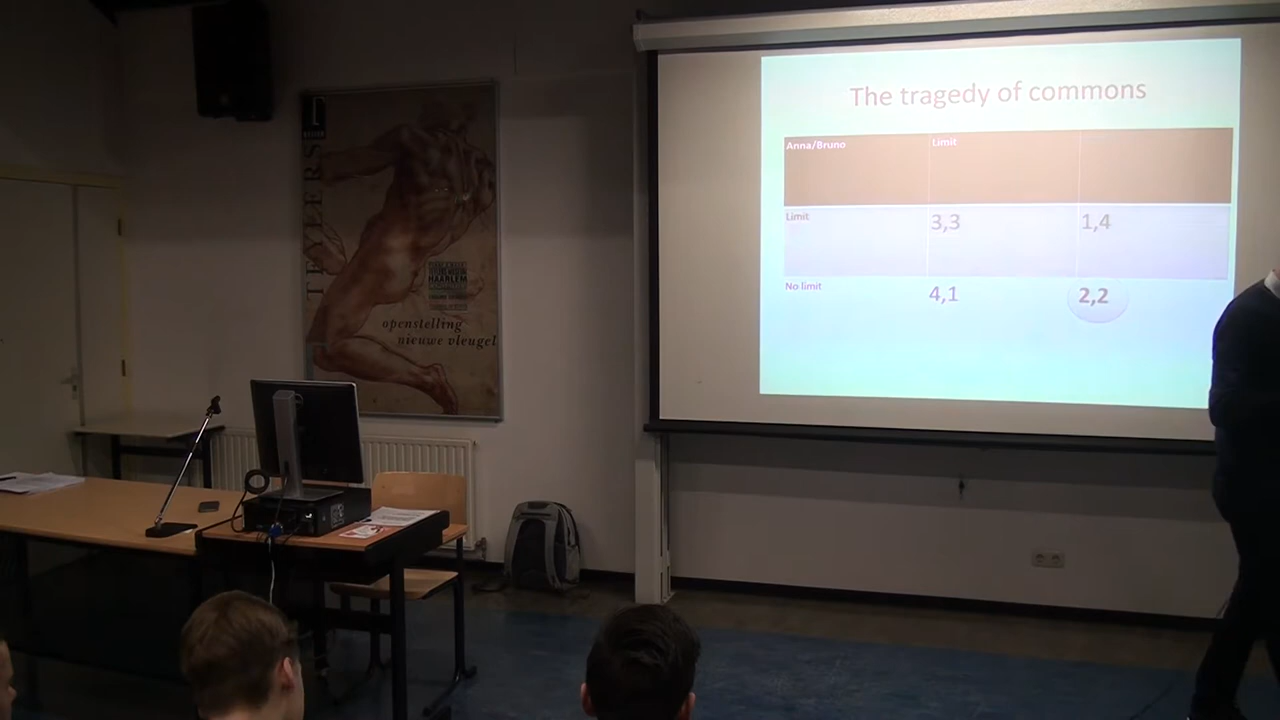 The tragedy of commons
Anna/Bruno Limit
Limit 3,3 1,4
No limit 4,1 2,2
TEYLERS
HAARLEM
openstelling
nieuwe vleugel